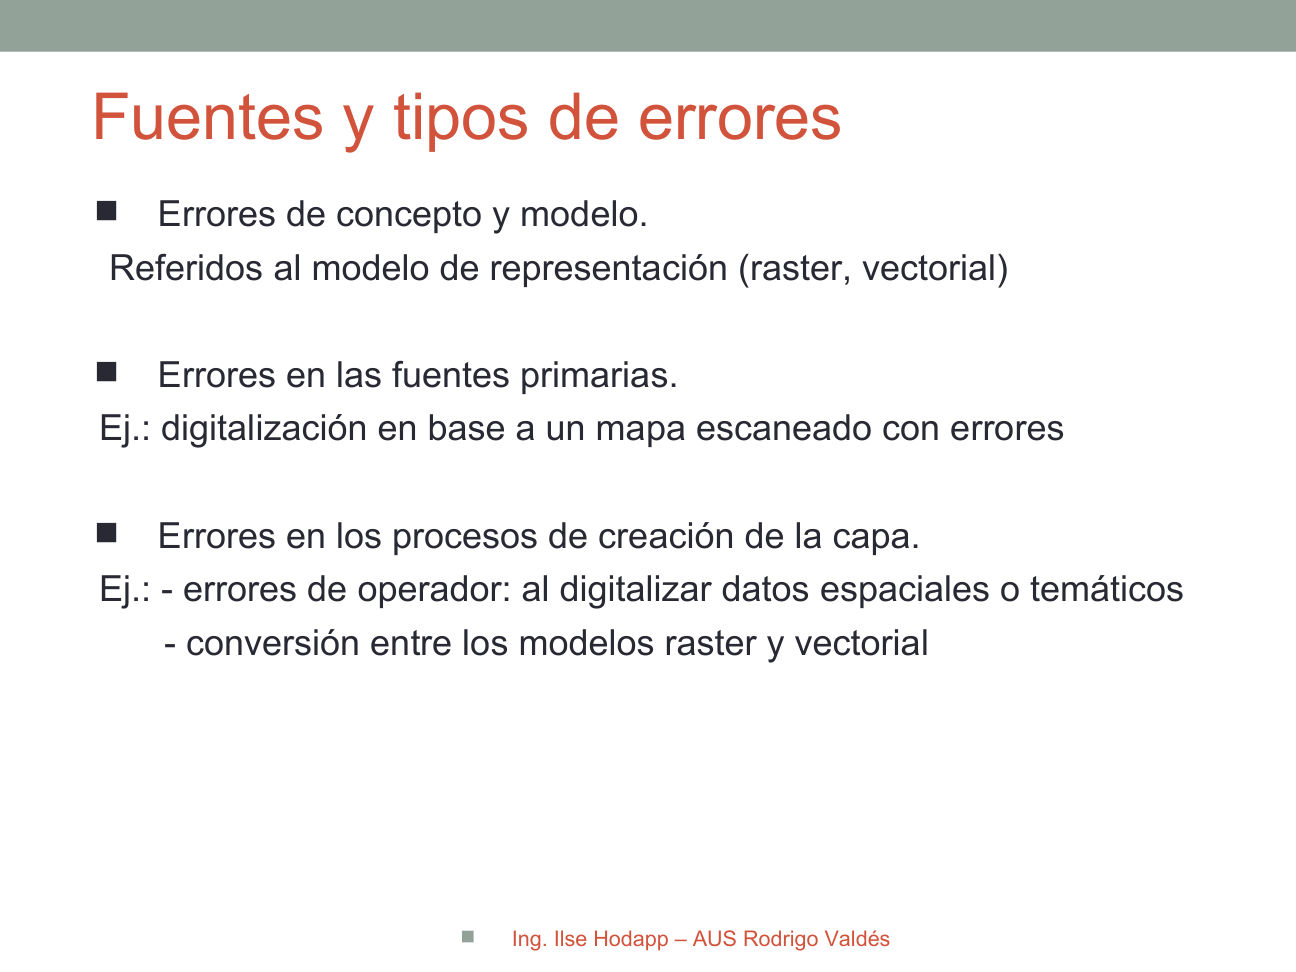 Fuentes y tipos de errores
■ Errores de concepto y modelo.
Referidos al modelo de representación (raster, vectorial)
■ Errores en las fuentes primarias.
Ej.: digitalización en base a un mapa escaneado con errores
■ Errores en los procesos de creación de la capa.
Ej.: - errores de operador: al digitalizar datos espaciales o temáticos
- conversión entre los modelos raster y vectorial
■ Ing. Ilse Hodapp – AUS Rodrigo Valdés